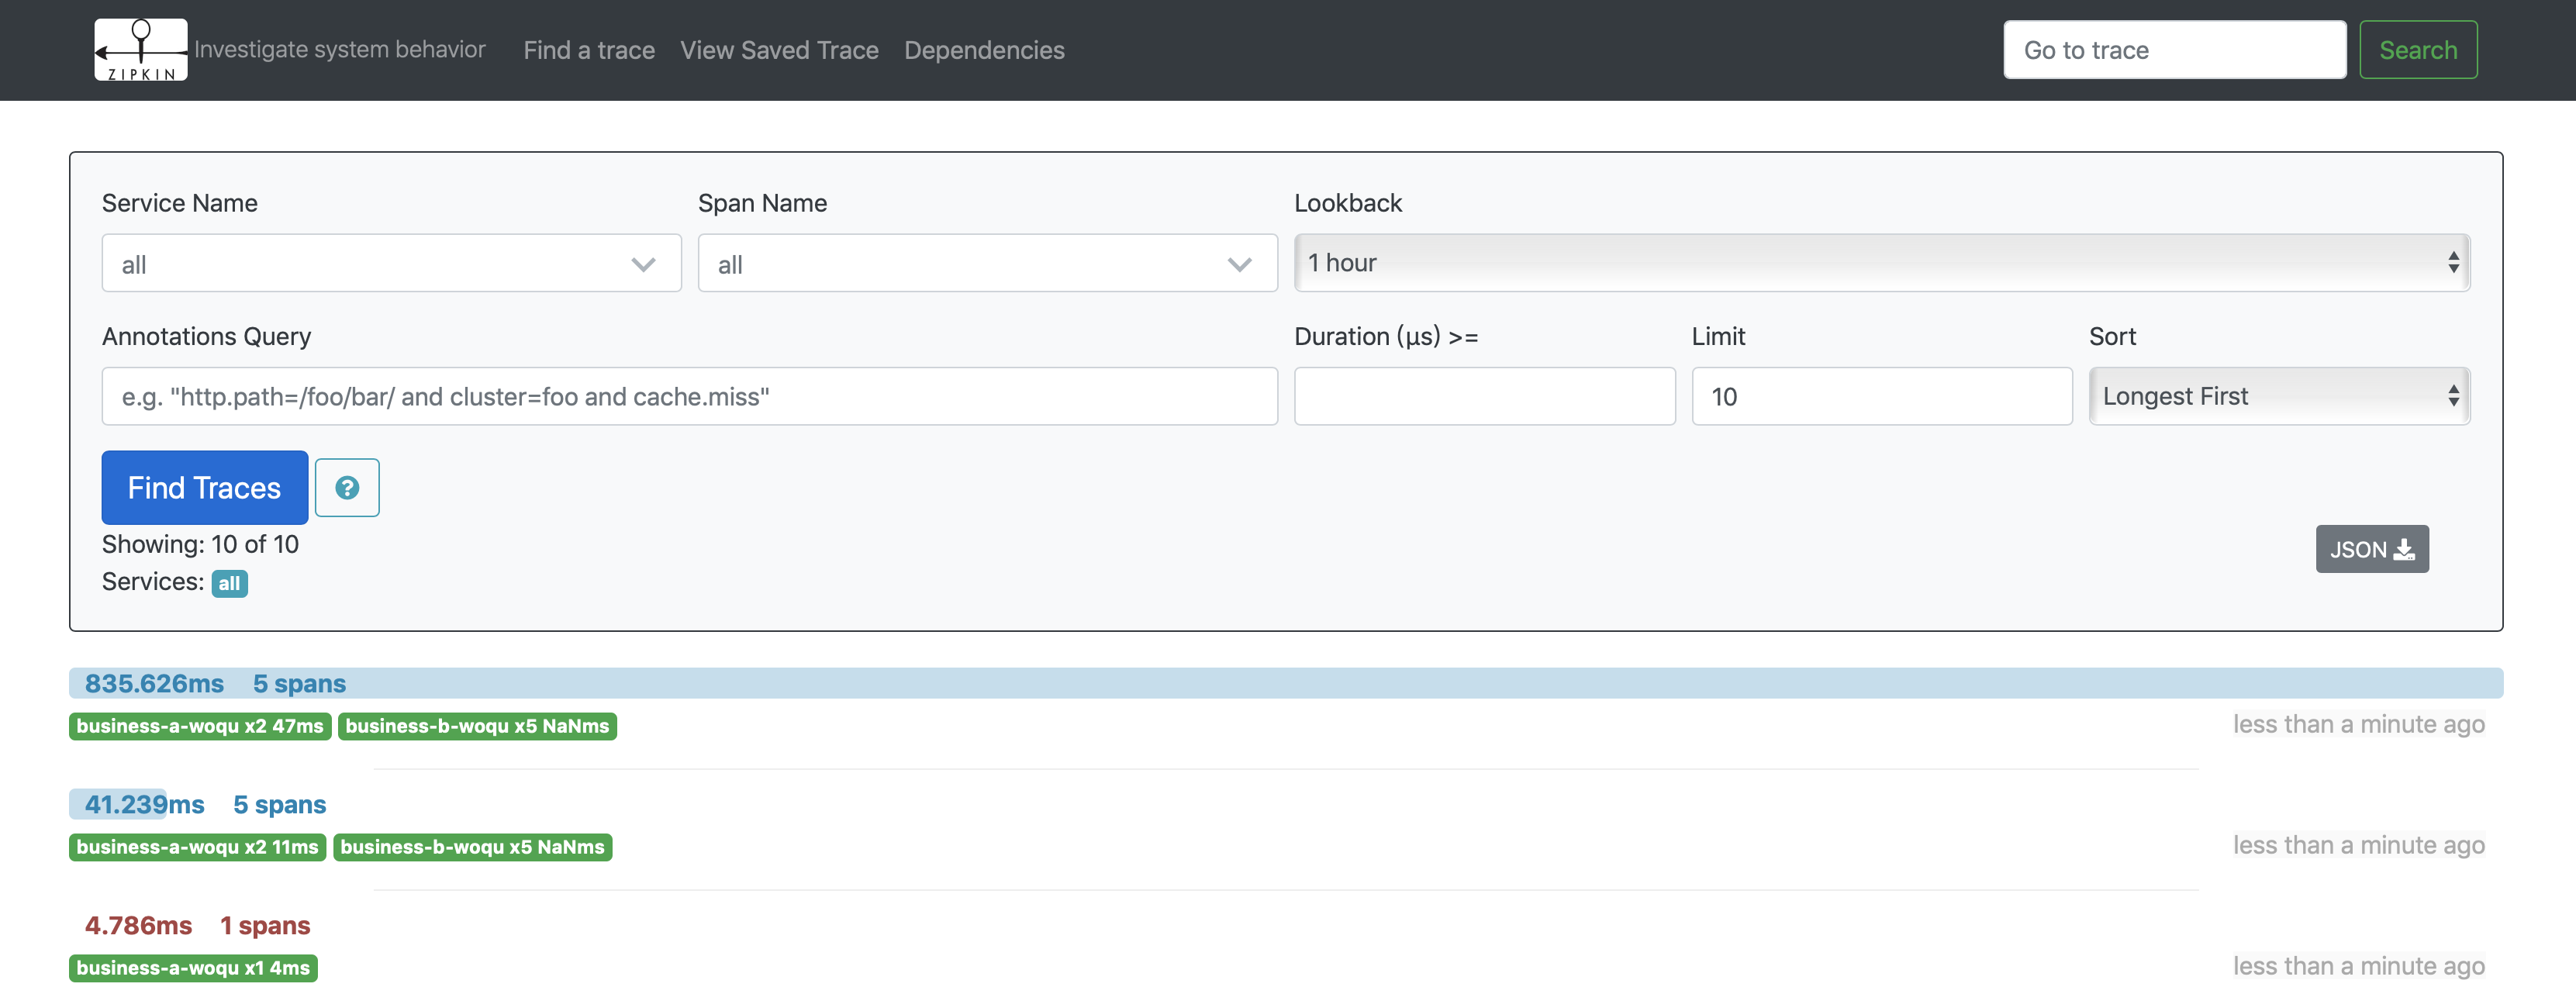 ZIPKIN Investigate system behavior Find a trace View Saved Trace Dependencies Go to trace Search
Service Name Span Name Lookback
all all 1 hour
Annotations Query Duration (μs) >= Limit Sort
e.g. "http.path=/foo/bar/ and cluster=foo and cache.miss" 10 Longest First
Find Traces ?
Showing: 10 of 10
JSON
Services: all
835.626ms 5 spans
business-a-woqu x2 47ms business-b-woqu x5 NaNms less than a minute ago
41.239ms 5 spans
business-a-woqu x2 11ms business-b-woqu x5 NaNms less than a minute ago
4.786ms 1 spans
business-a-woqu x1 4ms less than a minute ago